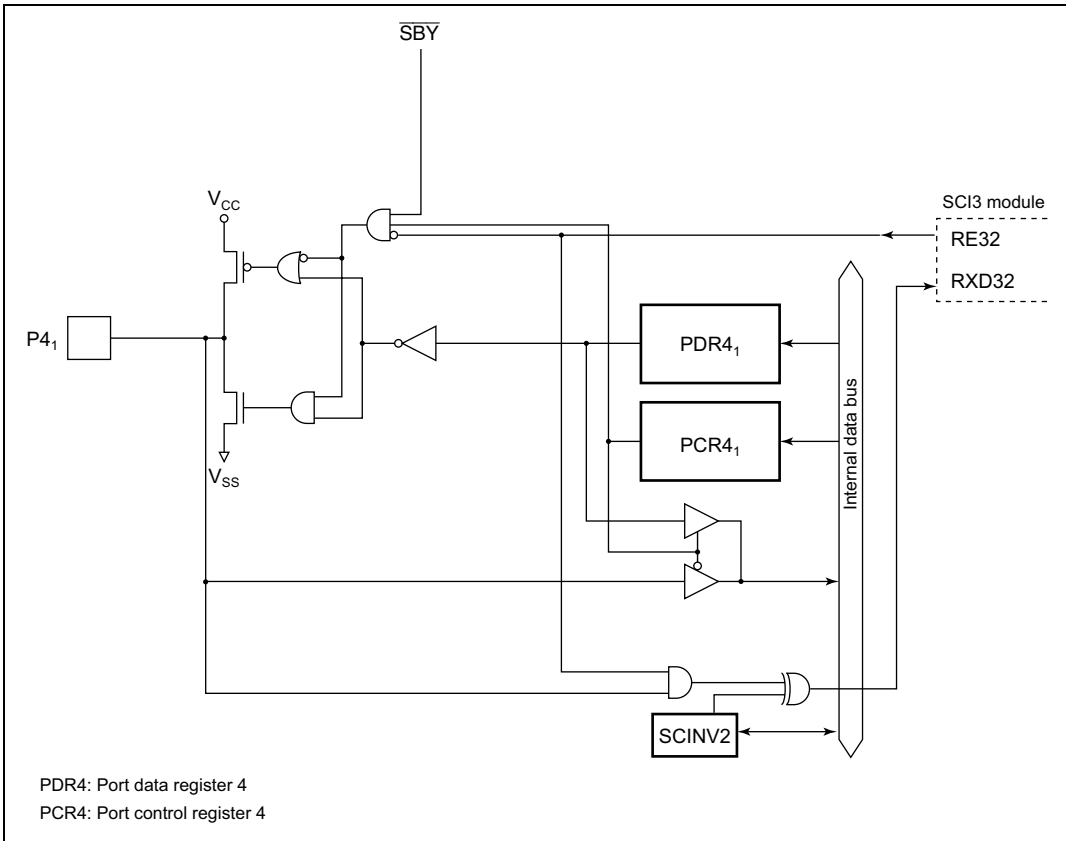 SBY
VCC
SCI3 module
RE32
RXD32
P41
PDR41
PCR41
Internal data bus
VSS
SCINV2
PDR4: Port data register 4
PCR4: Port control register 4